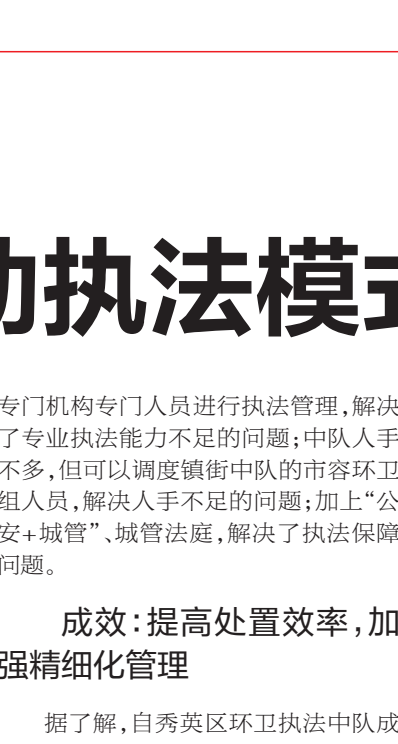 动执法模式
专门机构专门人员进行执法管理，解决
了专业执法能力不足的问题；中队人手
不多，但可以调度镇街中队的市容环卫
组人员，解决人手不足的问题；加上“公
安+城管”、城管法庭，解决了执法保障
问题。
成效：提高处置效率，加
强精细化管理
据了解，自秀英区环卫执法中队成